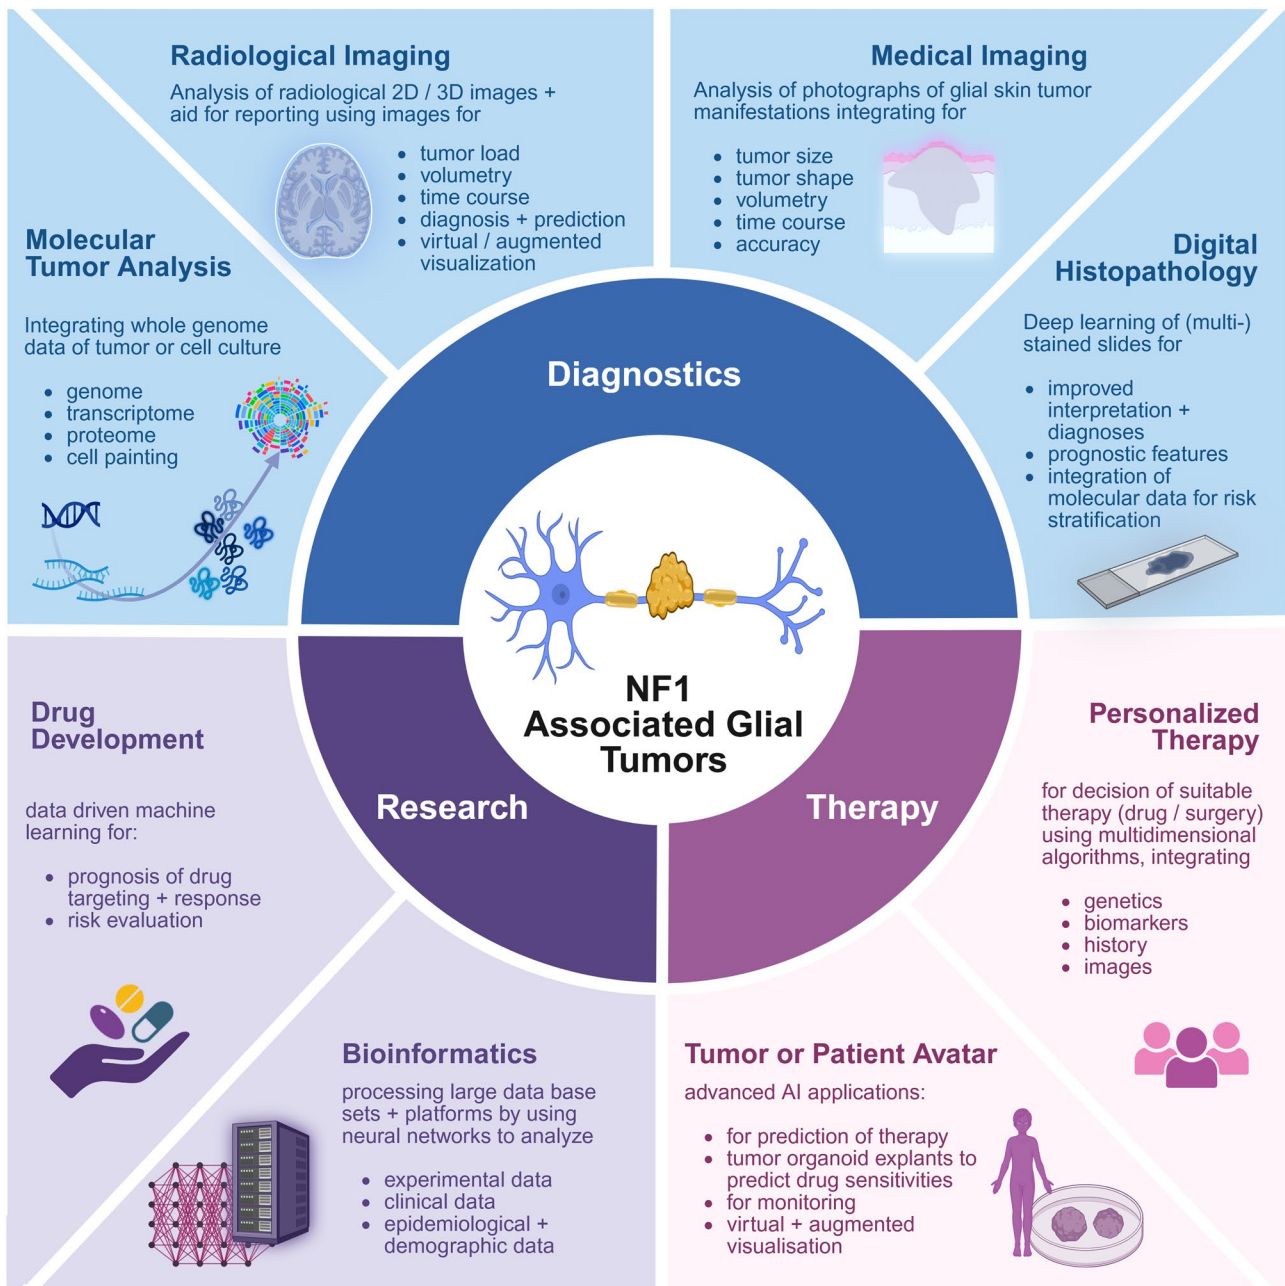 Radiological Imaging
Analysis of radiological 2D / 3D images +
aid for reporting using images for
• tumor load
• volumetry
• time course
• diagnosis + prediction
• virtual / augmented
visualization
Medical Imaging
Analysis of photographs of glial skin tumor
manifestations integrating for
• tumor size
• tumor shape
• volumetry
• time course
• accuracy
Molecular
Tumor Analysis
Integrating whole genome
data of tumor or cell culture
• genome
• transcriptome
• proteome
• cell painting
Digital
Histopathology
Deep learning of (multi-)
stained slides for
• improved
interpretation +
diagnoses
• prognostic features
• integration of
molecular data for risk
stratification
Diagnostics
NF1
Associated Glial
Tumors
Research
Therapy
Drug
Development
data driven machine
learning for:
• prognosis of drug
targeting + response
• risk evaluation
Personalized
Therapy
for decision of suitable
therapy (drug / surgery)
using multidimensional
algorithms, integrating
• genetics
• biomarkers
• history
• images
Bioinformatics
processing large data base
sets + platforms by using
neural networks to analyze
• experimental data
• clinical data
• epidemiological +
demographic data
Tumor or Patient Avatar
advanced AI applications:
• for prediction of therapy
• tumor organoid explants to
predict drug sensitivities
• for monitoring
• virtual + augmented
visualisation